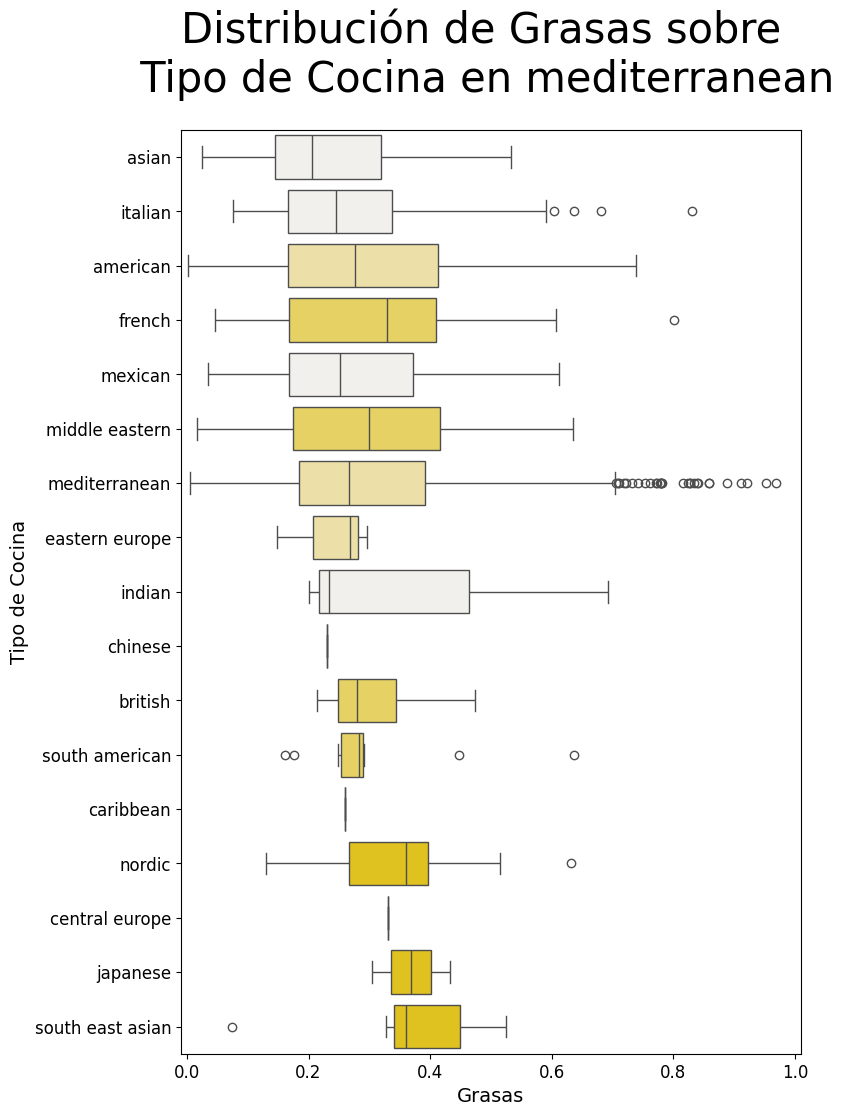 Distribución de Grasas sobre
Tipo de Cocina en mediterranean
asian
italian
american
french
mexican
middle eastern
mediterranean
eastern europe
indian
chinese
british
south american
caribbean
nordic
central europe
japanese
south east asian
Tipo de Cocina
0.0 0.2 0.4 0.6 0.8 1.0
Grasas